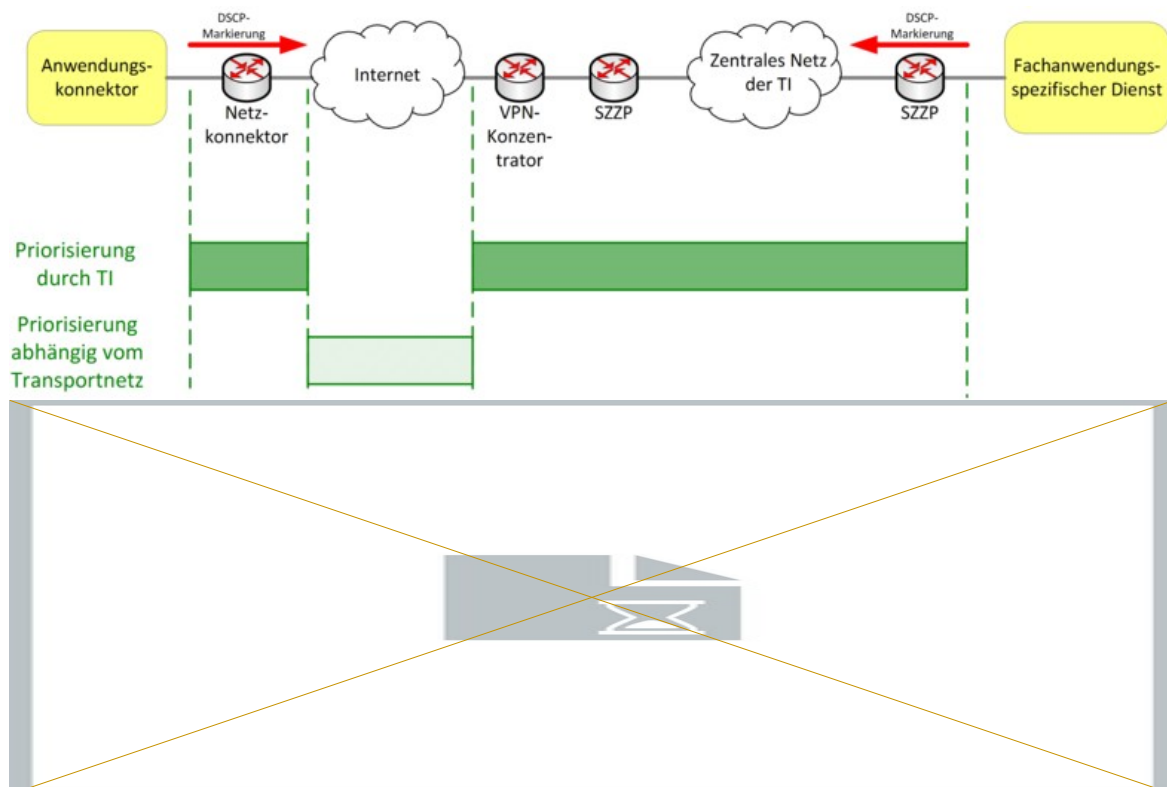 DSCP-
Markierung
DSCP-
Markierung
Anwendungs-
konnektor
Internet
Zentrales Netz
der TI
Fachanwendungs-
spezifischer Dienst
Netz-
konnektor
VPN-
Konzen-
trator
SZZP
SZZP
Priorisierung
durch TI
Priorisierung
abhängig vom
Transportnetz